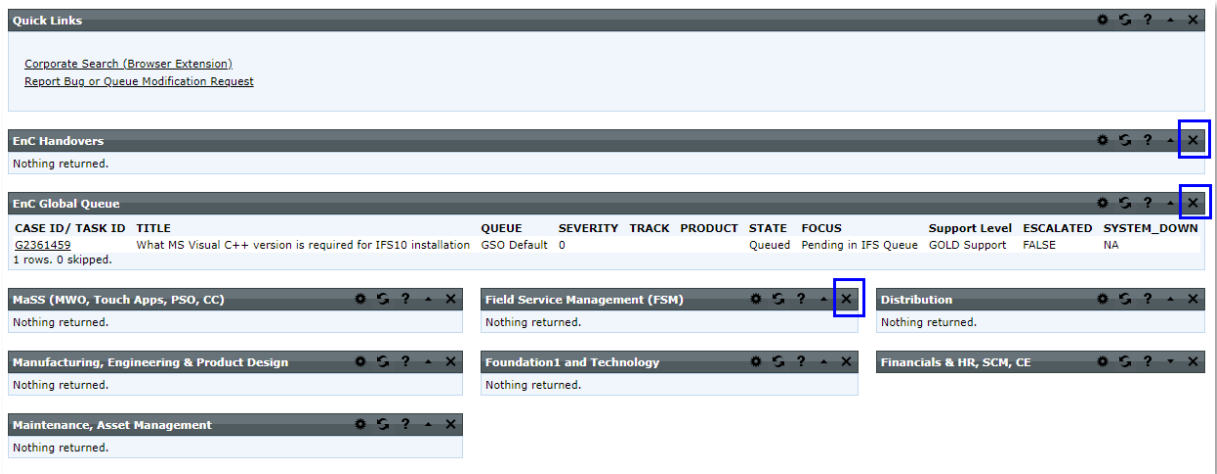 Quick Links
Corporate Search (Browser Extension)
Report Bug or Queue Modification Request
EnC Handovers
Nothing returned.
EnC Global Queue
CASE ID/ TASK ID TITLE QUEUE SEVERITY TRACK PRODUCT STATE FOCUS Support Level ESCALATED SYSTEM_DOWN
G2361459 What MS Visual C++ version is required for IFS10 installation GSO Default 0 Queued Pending in IFS Queue GOLD Support FALSE NA
1 rows. 0 skipped.
MaSS (MWO, Touch Apps, PSO, CC) Field Service Management (FSM) Distribution
Nothing returned. Nothing returned. Nothing returned.
Manufacturing, Engineering & Product Design Foundation1 and Technology Financials & HR, SCM, CE
Nothing returned. Nothing returned.
Maintenance, Asset Management
Nothing returned.